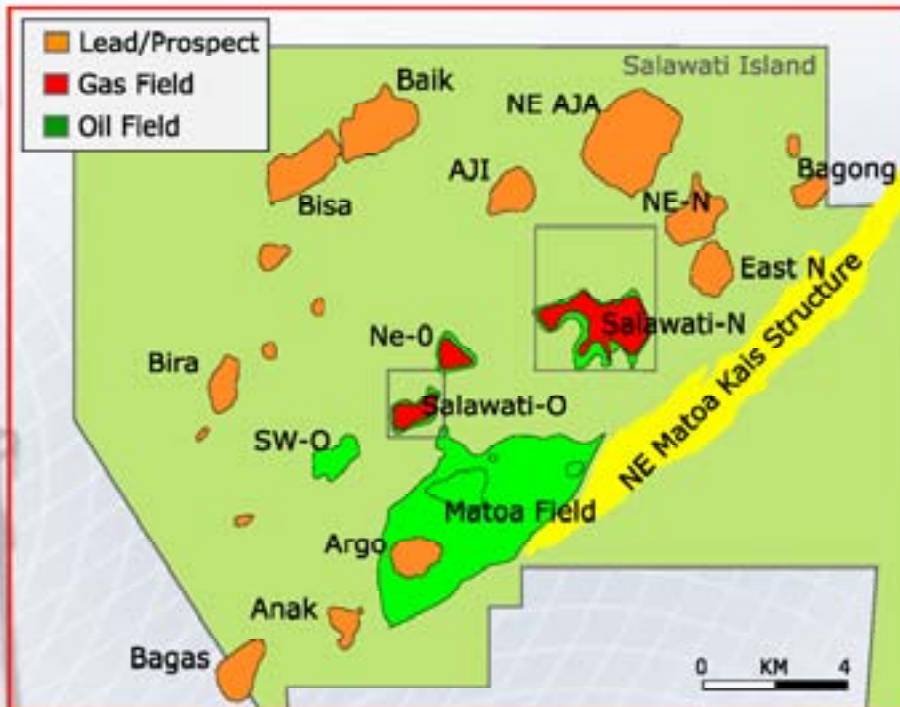 Lead/Prospect
Gas Field
Oil Field
Salawati Island
Baik
NE AJA
AJI
Bagong
Bisa
NE-N
East N
Salawati-N
Ne-0
Bira
Salawati-O
SW-O
NE Matoa Kais Structure
Matoa Field
Argo
Anak
Bagas
0 KM 4